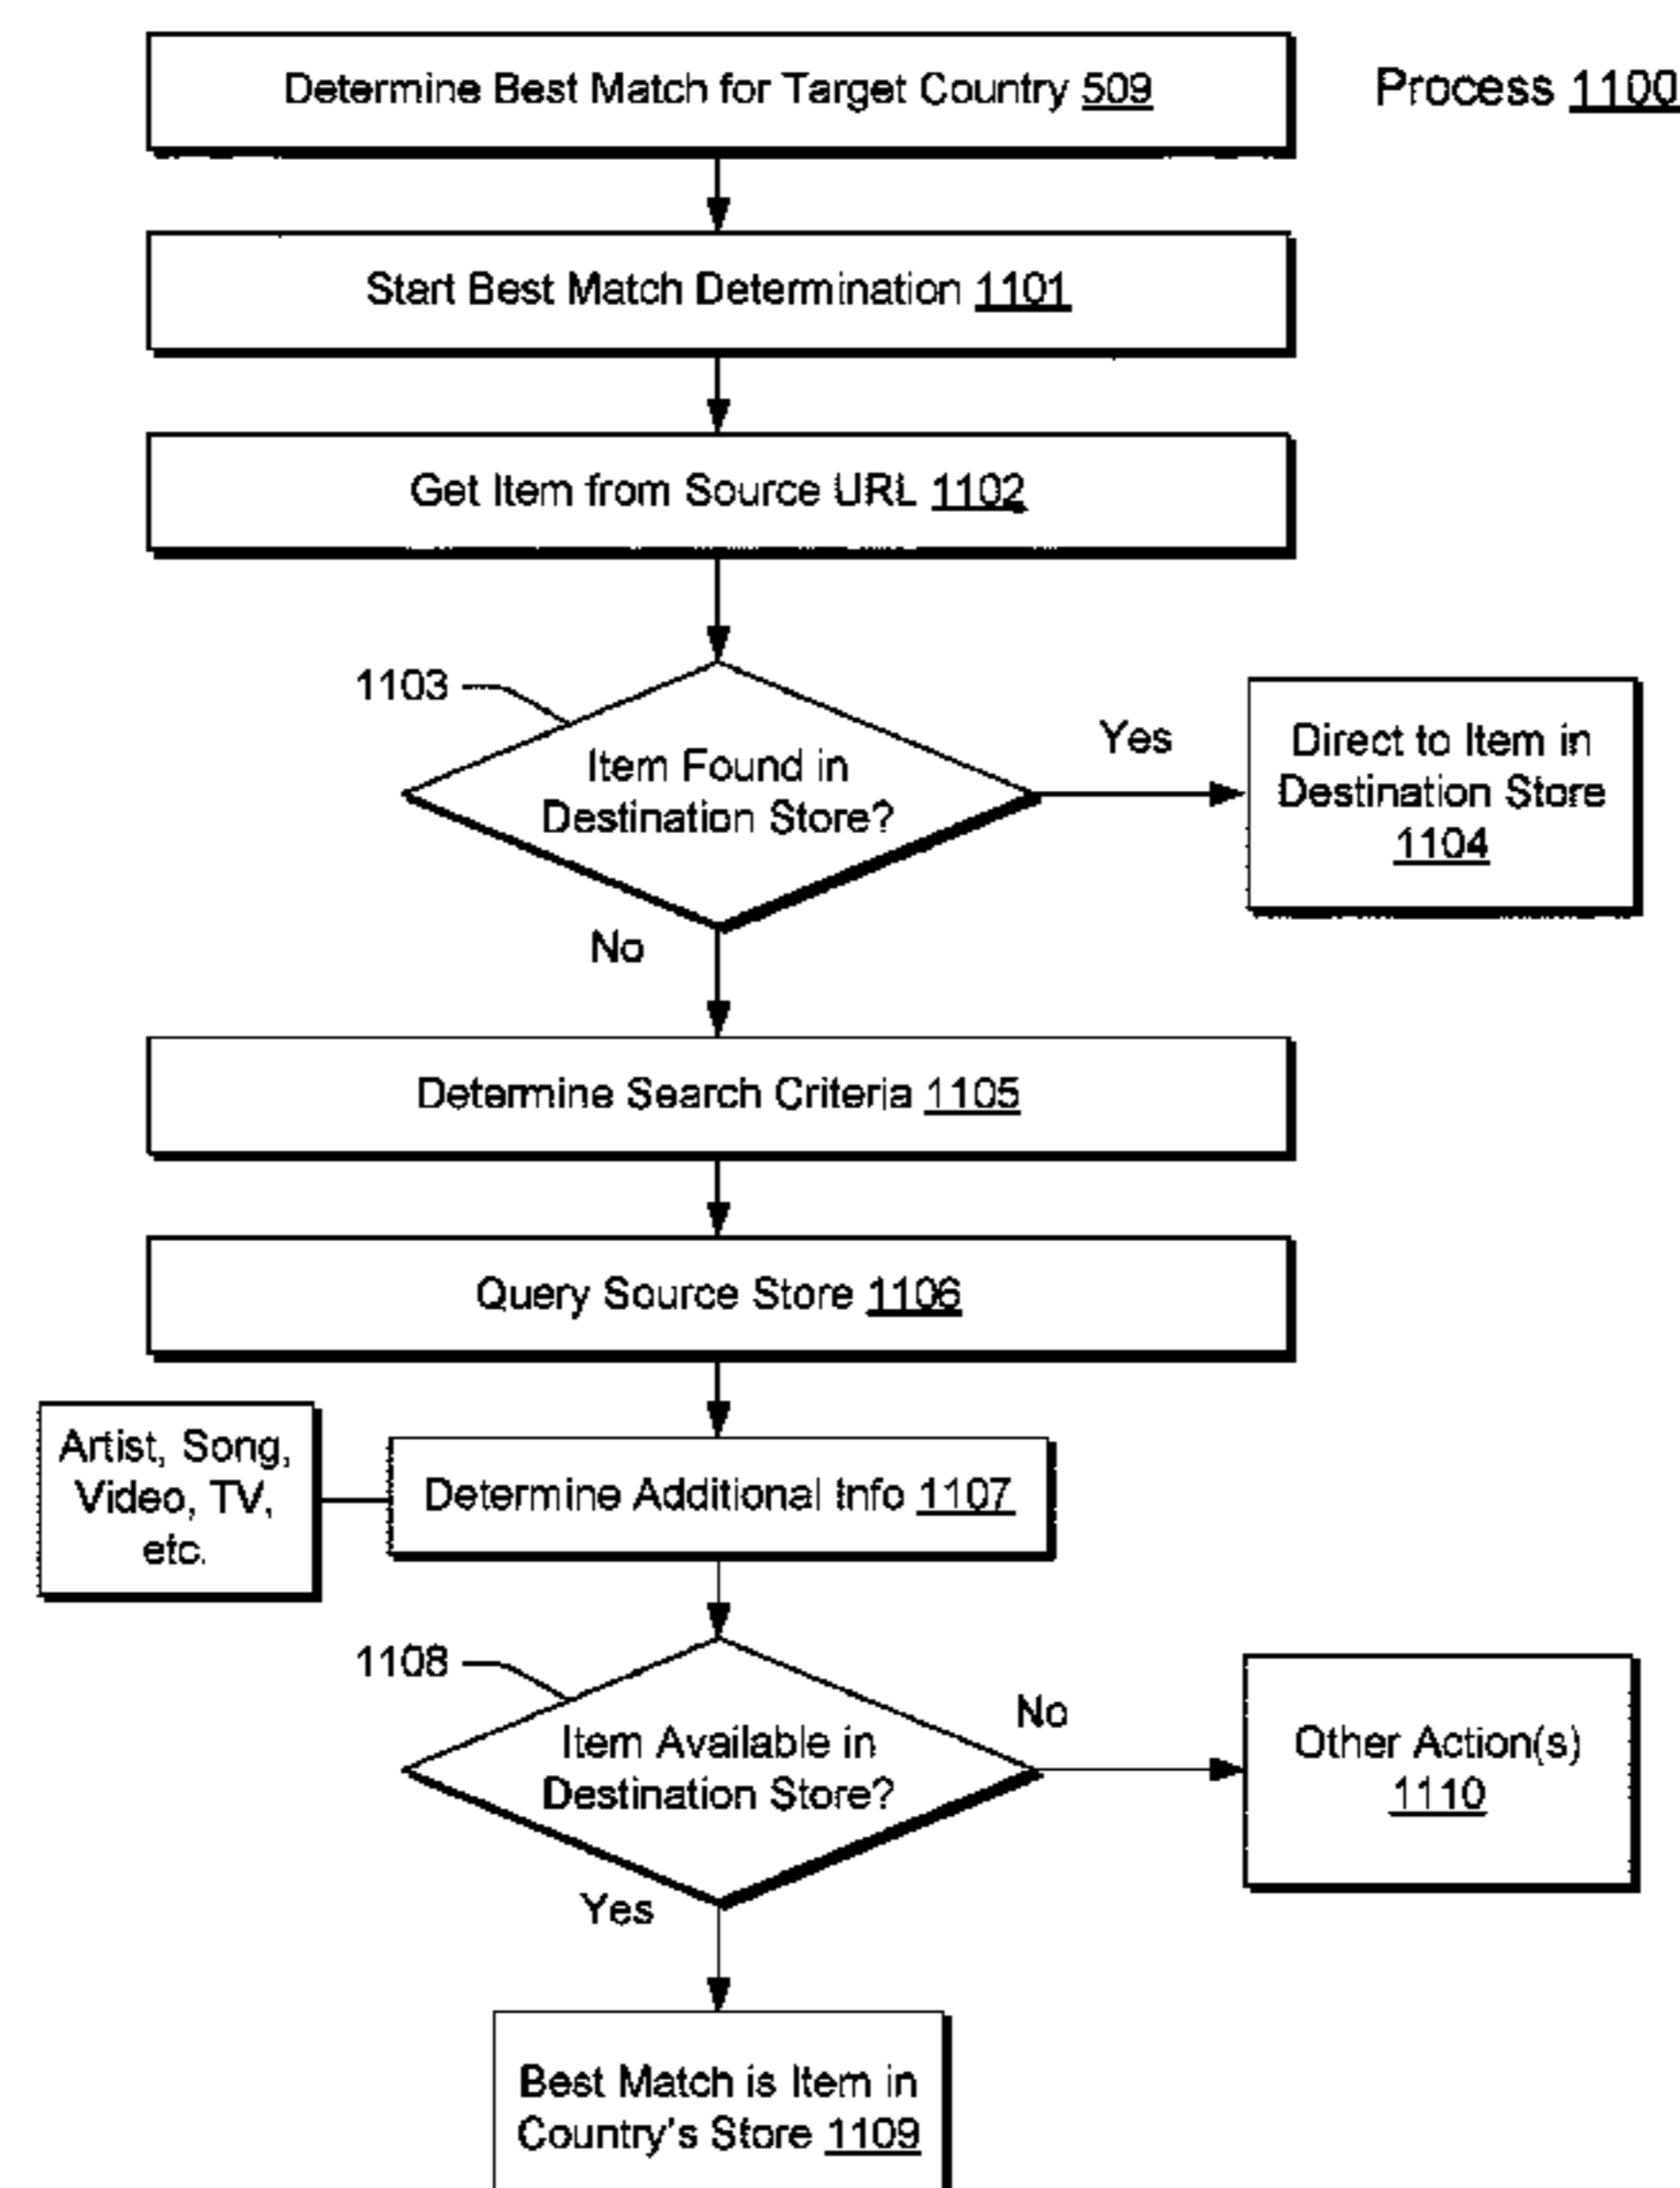 Determine Best Match for Target Country 509
Process 1100
Start Best Match Determination 1101
Get Item from Source URL 1102
1103
Item Found in
Destination Store?
Yes
Direct to Item in
Destination Store
1104
No
Determine Search Criteria 1105
Query Source Store 1106
Artist, Song,
Video, TV,
etc.
Determine Additional Info 1107
1108
Item Available in
Destination Store?
No
Other Action(s)
1110
Yes
Best Match is Item in
Country's Store 1109